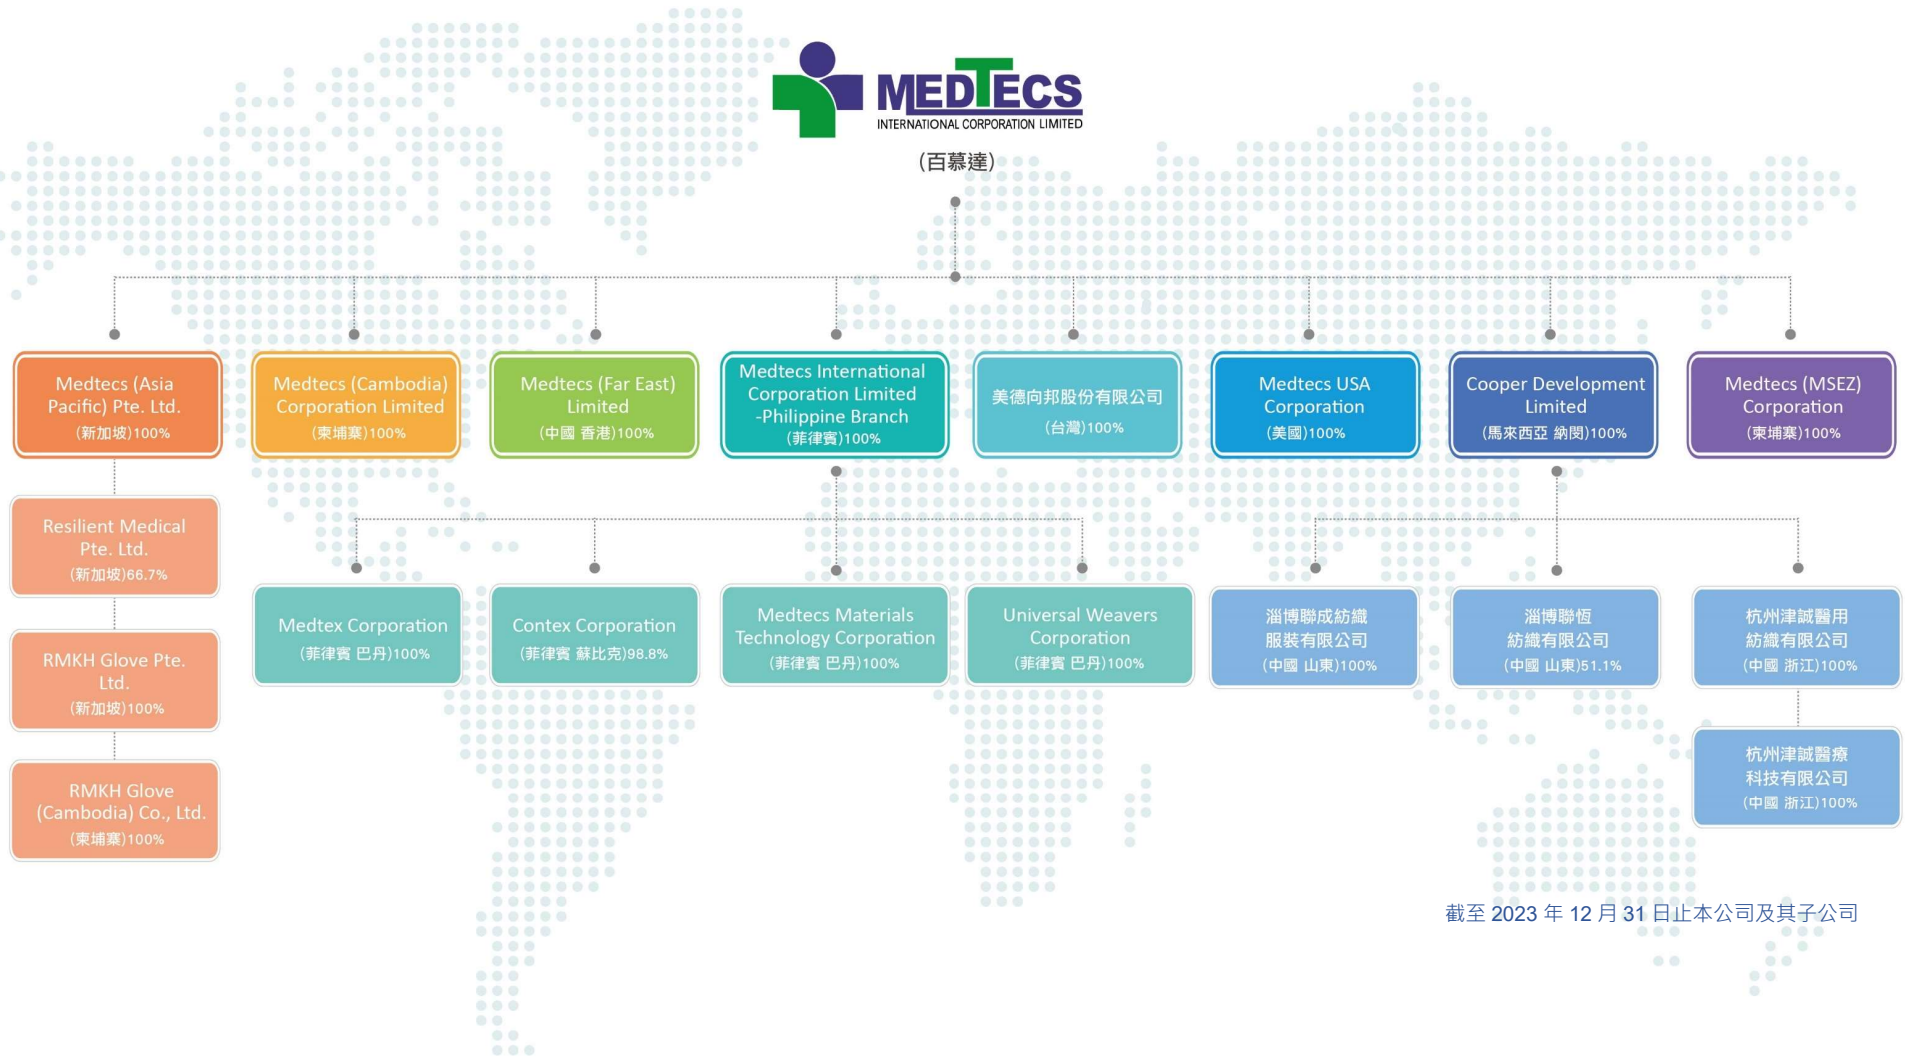 MEDTECS
INTERNATIONAL CORPORATION LIMITED
(百慕達)
Medtecs (Asia
Pacific) Pte. Ltd.
(新加坡)100%
Medtecs (Cambodia)
Corporation Limited
(柬埔寨)100%
Medtecs (Far East)
Limited
(中國 香港)100%
Medtecs International
Corporation Limited
-Philippine Branch
(菲律賓)100%
美德向邦股份有限公司
(台灣)100%
Medtecs USA
Corporation
(美國)100%
Cooper Development
Limited
(馬來西亞 納閩)100%
Medtecs (MSEZ)
Corporation
(柬埔寨)100%
Resilient Medical
Pte. Ltd.
(新加坡)66.7%
RMKH Glove Pte.
Ltd.
(新加坡)100%
RMKH Glove
(Cambodia) Co., Ltd.
(柬埔寨)100%
Medtex Corporation
(菲律賓 巴丹)100%
Contex Corporation
(菲律賓 蘇比克)98.8%
Medtecs Materials
Technology Corporation
(菲律賓 巴丹)100%
Universal Weavers
Corporation
(菲律賓 巴丹)100%
淄博聯成紡織
服裝有限公司
(中國 山東)100%
淄博聯恆
紡織有限公司
(中國 山東)51.1%
杭州津誠醫用
紡織有限公司
(中國 浙江)100%
杭州津誠醫療
科技有限公司
(中國 浙江)100%
截至 2023 年 12 月 31 日止本公司及其子公司